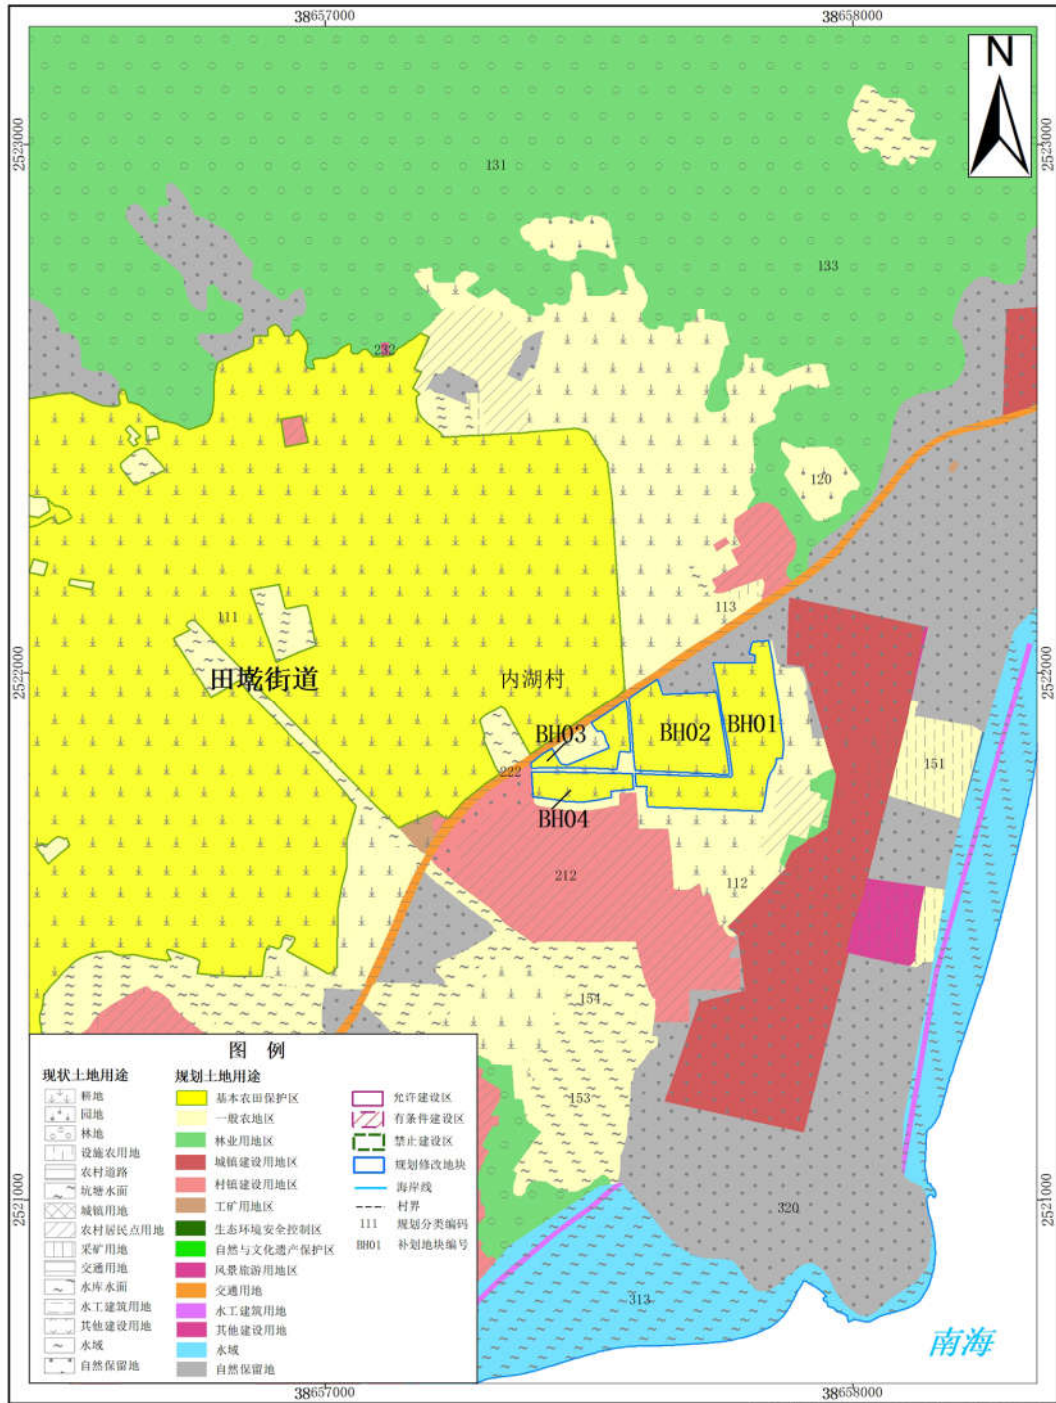 38657000 38658000
N
2523000 2523000
131
133
232
120
111
113
2522000 2522000
田墘街道 内湖村
BH03 BH02 BH01
222
151
BH04
212
112
154
图 例
现状土地用途 规划土地用途
耕地 基本农田保护区 允许建设区
园地 一般农地区 有条件建设区
林地 林业用地区 禁止建设区
设施农用地 城镇建设用地区 规划修改地块
农村道路 村镇建设用地区 海岸线
坑塘水面 工矿用地区 村界
城镇用地 生态环境安全控制区 111 规划分类编码
农村居民点用地 自然与文化遗产保护区 BH01 补划地块编号
采矿用地 风景旅游用地区
交通用地 交通用地
水库水面 水工建筑用地
水工建筑用地 其他建设用地
其他建设用地 水域
水域 自然保留地
自然保留地
153
2521000 2521000
320
313
南海
38657000 38658000